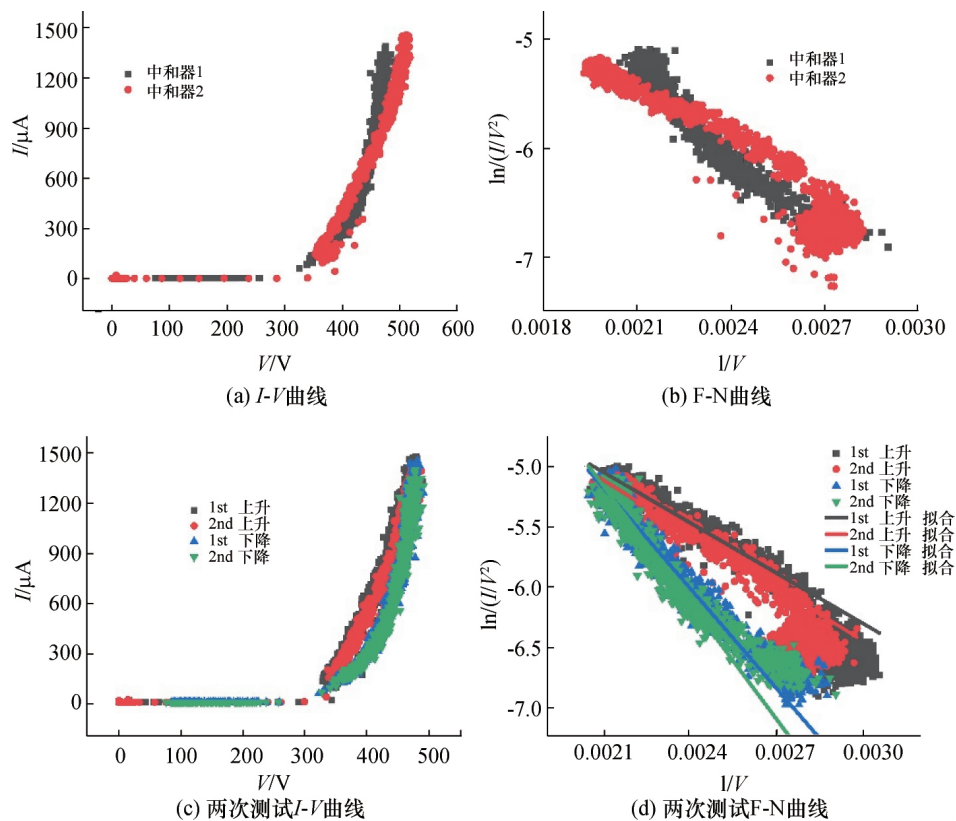 1500
1200
900
600
300
0
I/μA
中和器1
中和器2
0 100 200 300 400 500 600
V/V
(a) I-V曲线
-5
-6
-7
ln/(I/V²)
中和器1
中和器2
0.0018 0.0021 0.0024 0.0027 0.0030
1/V
(b) F-N曲线
1500
1200
900
600
300
0
I/μA
1st 上升
2nd 上升
1st 下降
2nd 下降
0 100 200 300 400 500
V/V
(c) 两次测试I-V曲线
-5.0
-5.5
-6.0
-6.5
-7.0
ln/(I/V²)
1st 上升
2nd 上升
1st 下降
2nd 下降
1st 上升 拟合
2nd 上升 拟合
1st 下降 拟合
2nd 下降 拟合
0.0021 0.0024 0.0027 0.0030
1/V
(d) 两次测试F-N曲线